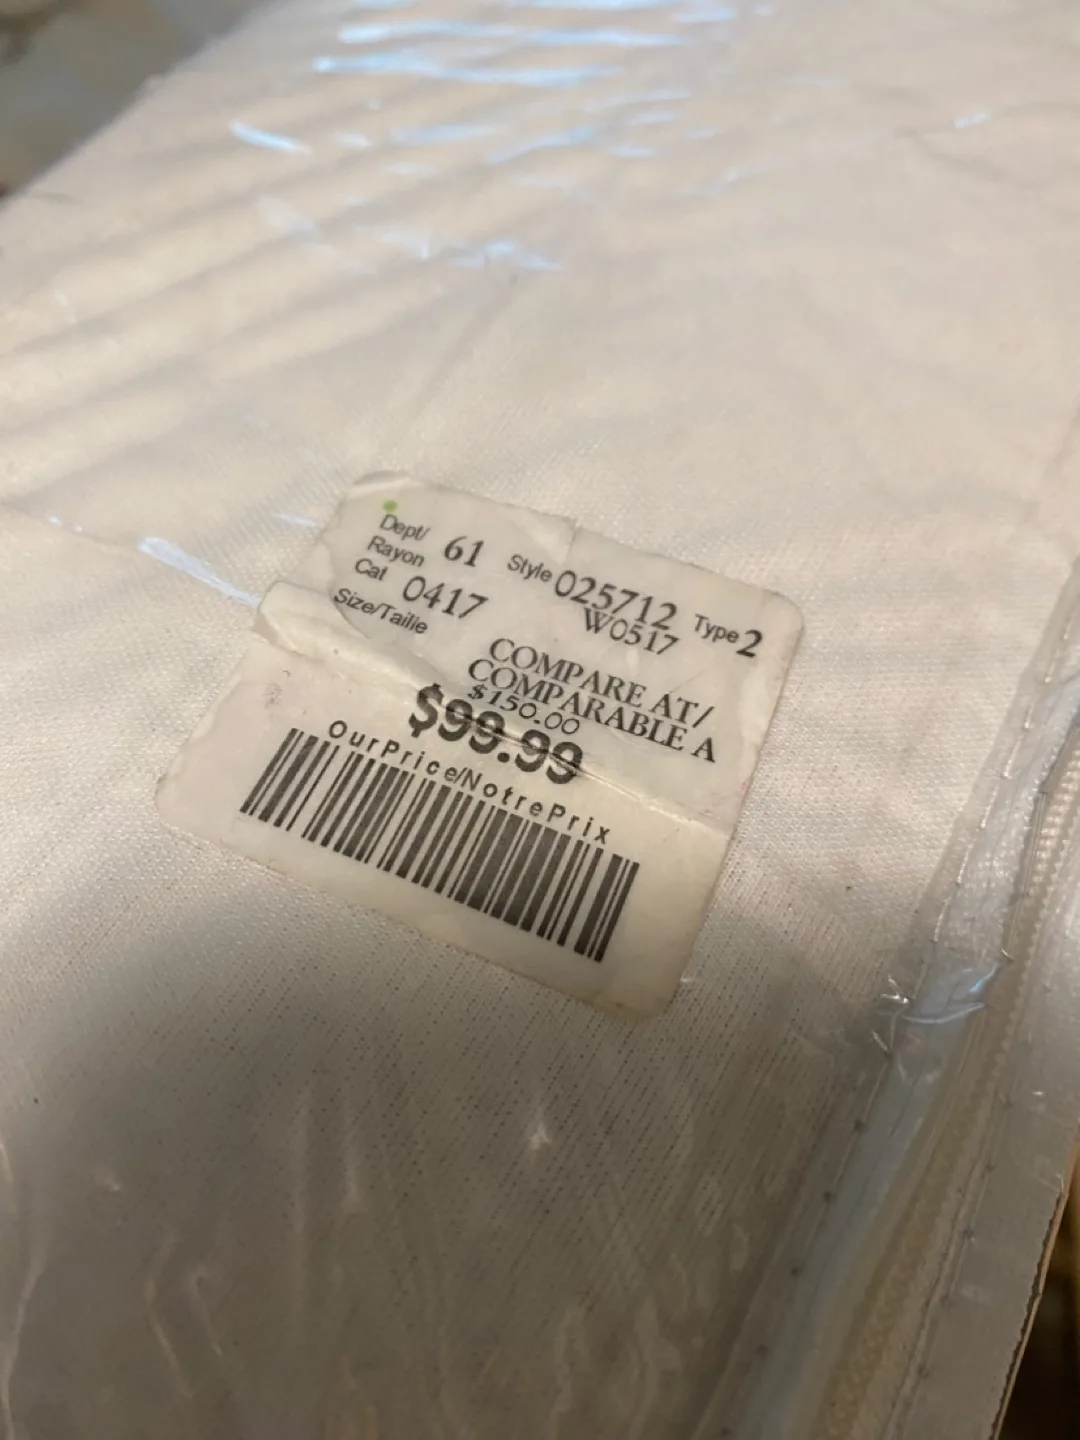 Dept/ 61 Style 025712 Type 2
Rayon W0517
Cat 0417
Size/Tailie
COMPARE AT/
COMPARABLE A
$150.00
$99.99
OurPrice/NotrePrix